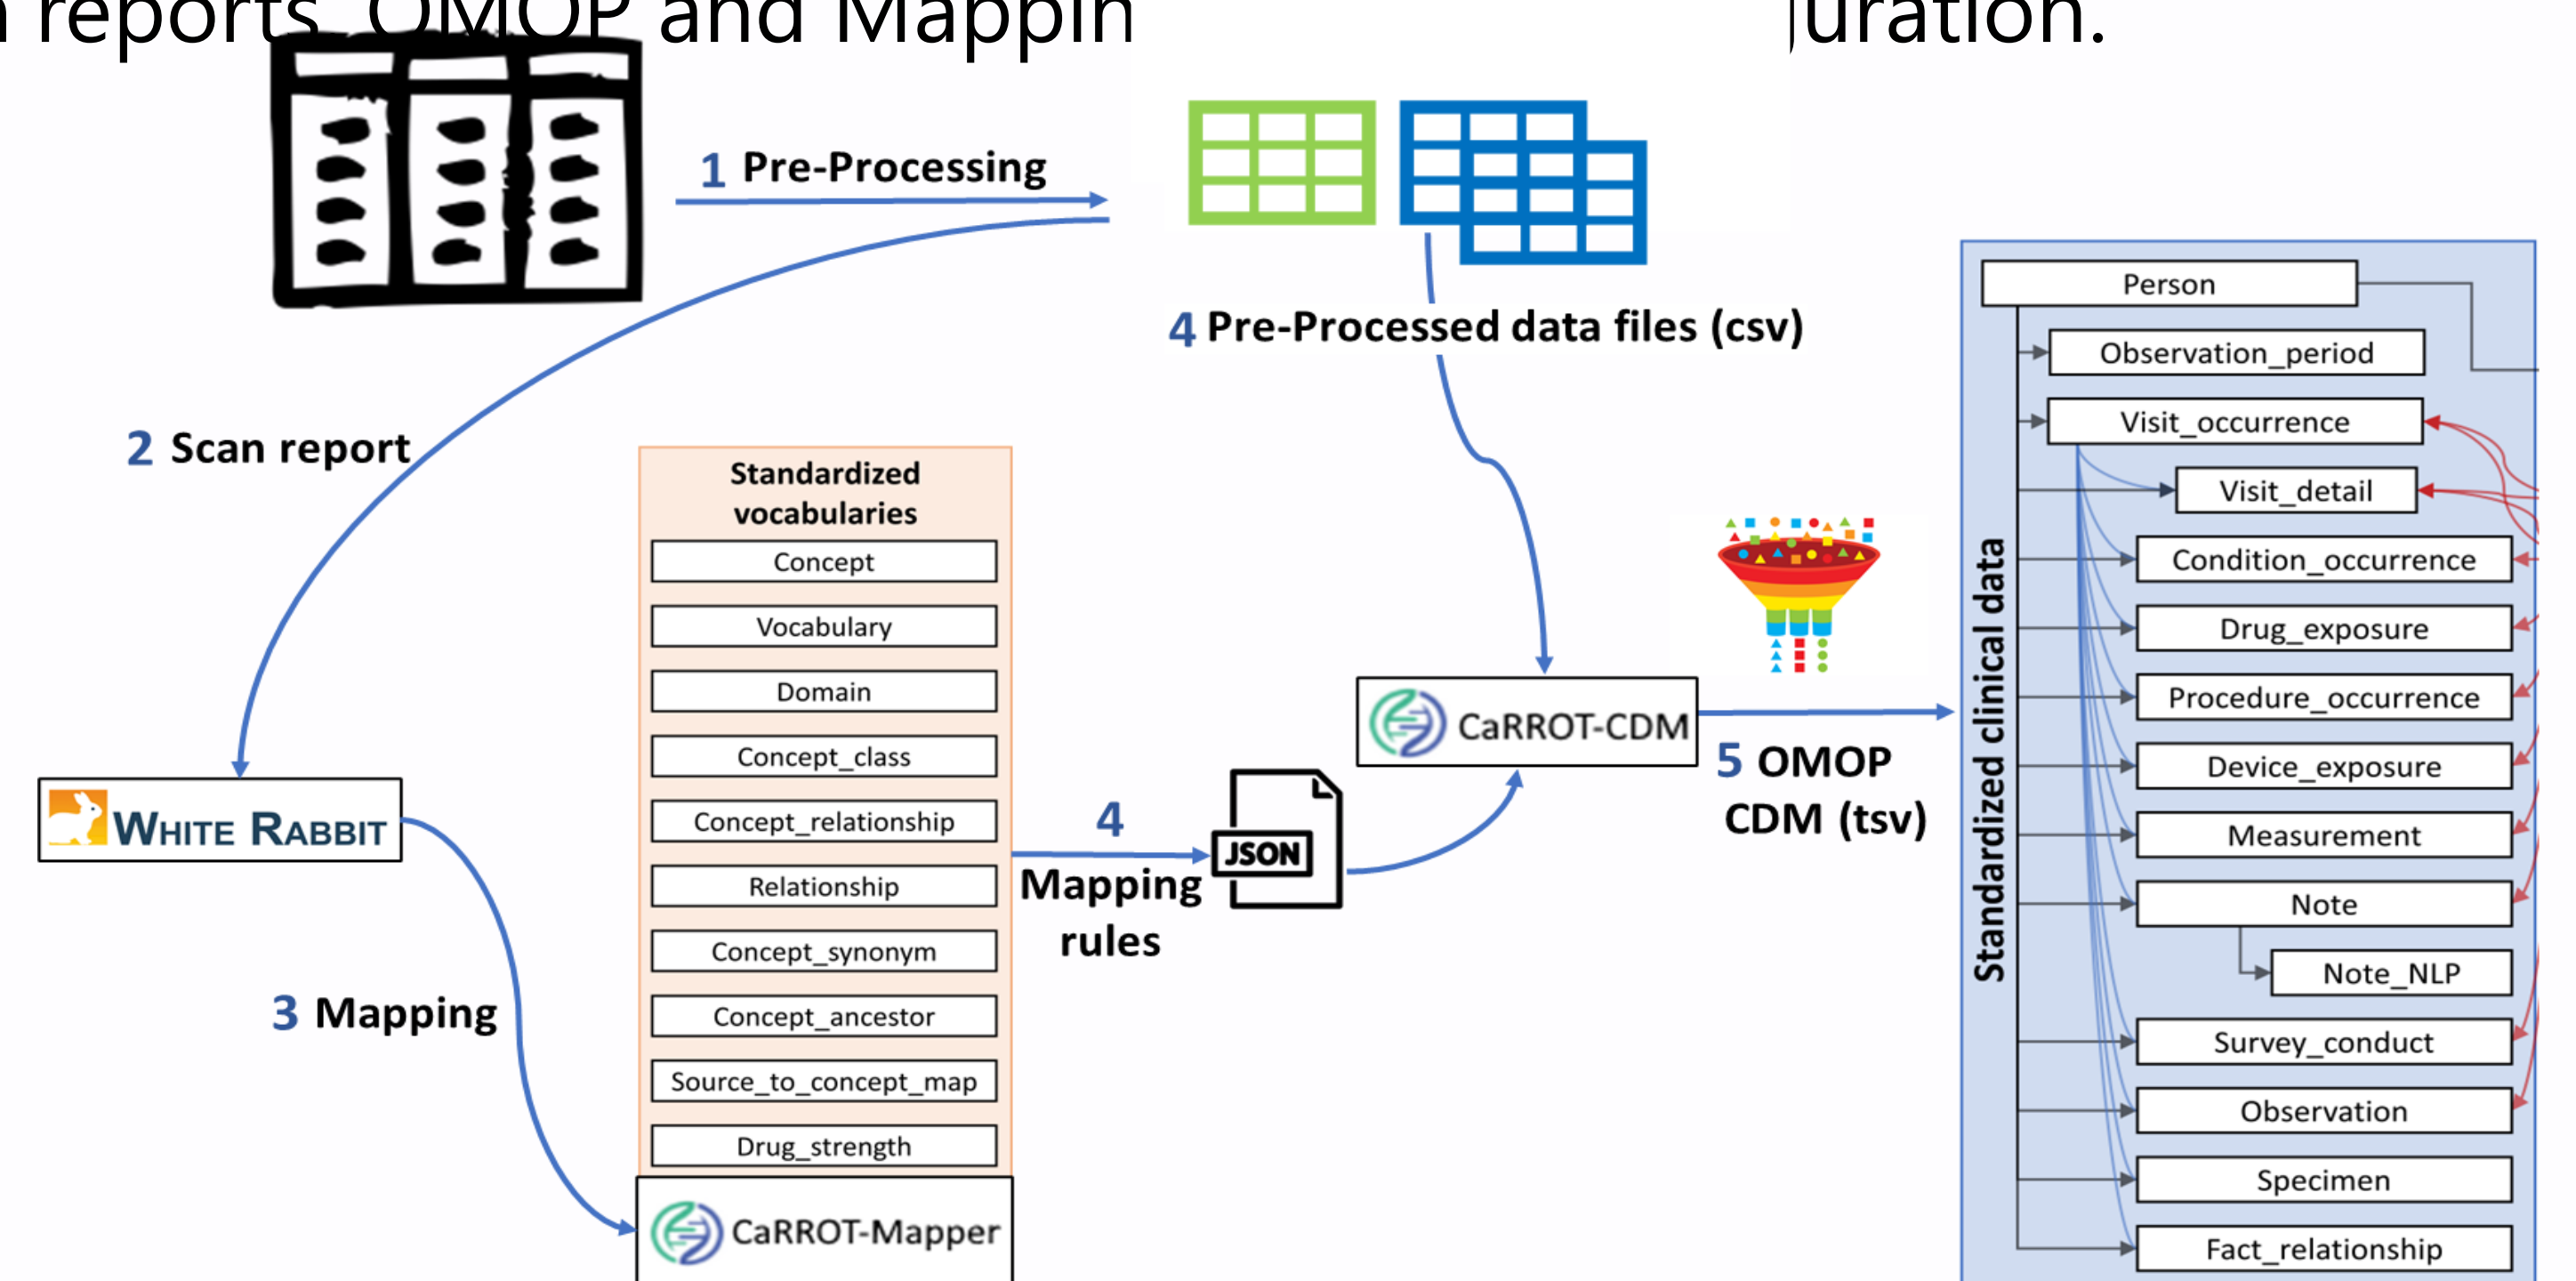 reports, OMOP and Mappin
uration.
1 Pre-Processing
4 Pre-Processed data files (csv)
2 Scan report
WHITE RABBIT
3 Mapping
Standardized
vocabularies
Concept
Vocabulary
Domain
Concept_class
Concept_relationship
Relationship
Concept_synonym
Concept_ancestor
Source_to_concept_map
Drug_strength
CaRROT-Mapper
4
Mapping
rules
JSON
CaRROT-CDM
5 OMOP
CDM (tsv)
Standardized clinical data
Person
Observation_period
Visit_occurrence
Visit_detail
Condition_occurrence
Drug_exposure
Procedure_occurrence
Device_exposure
Measurement
Note
Note_NLP
Survey_conduct
Observation
Specimen
Fact_relationship